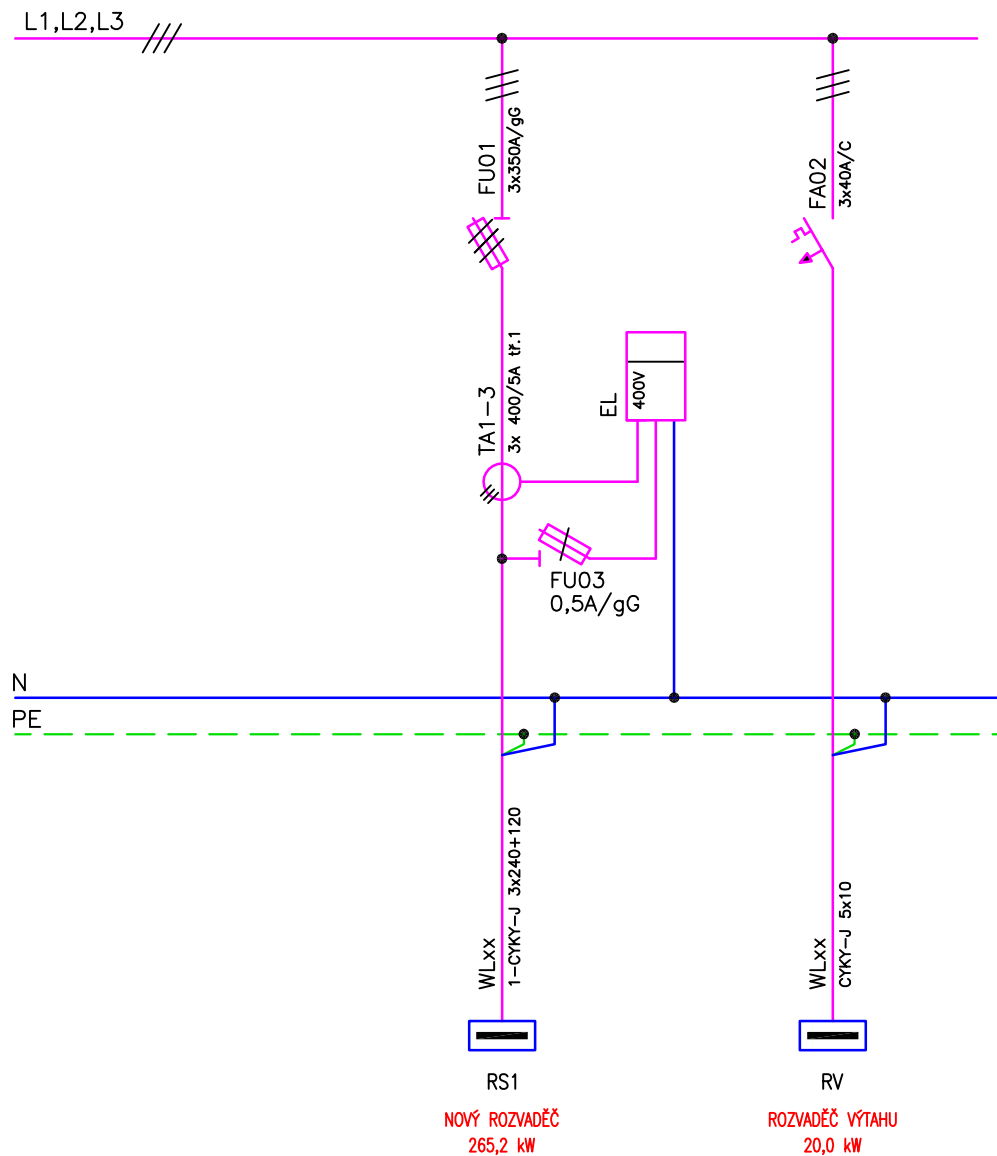 L1,L2,L3
FU01
3x350A/gG
FA02
3x40A/C
TA1-3
3x 400/5A tř.1
EL
400V
FU03
0,5A/gG
N
PE
WLxx
1-CYKY-J 3x240+120
WLxx
CYKY-J 5x10
RS1
RV
NOVÝ ROZVADĚČ
265,2 kW
ROZVADĚČ VÝTAHU
20,0 kW